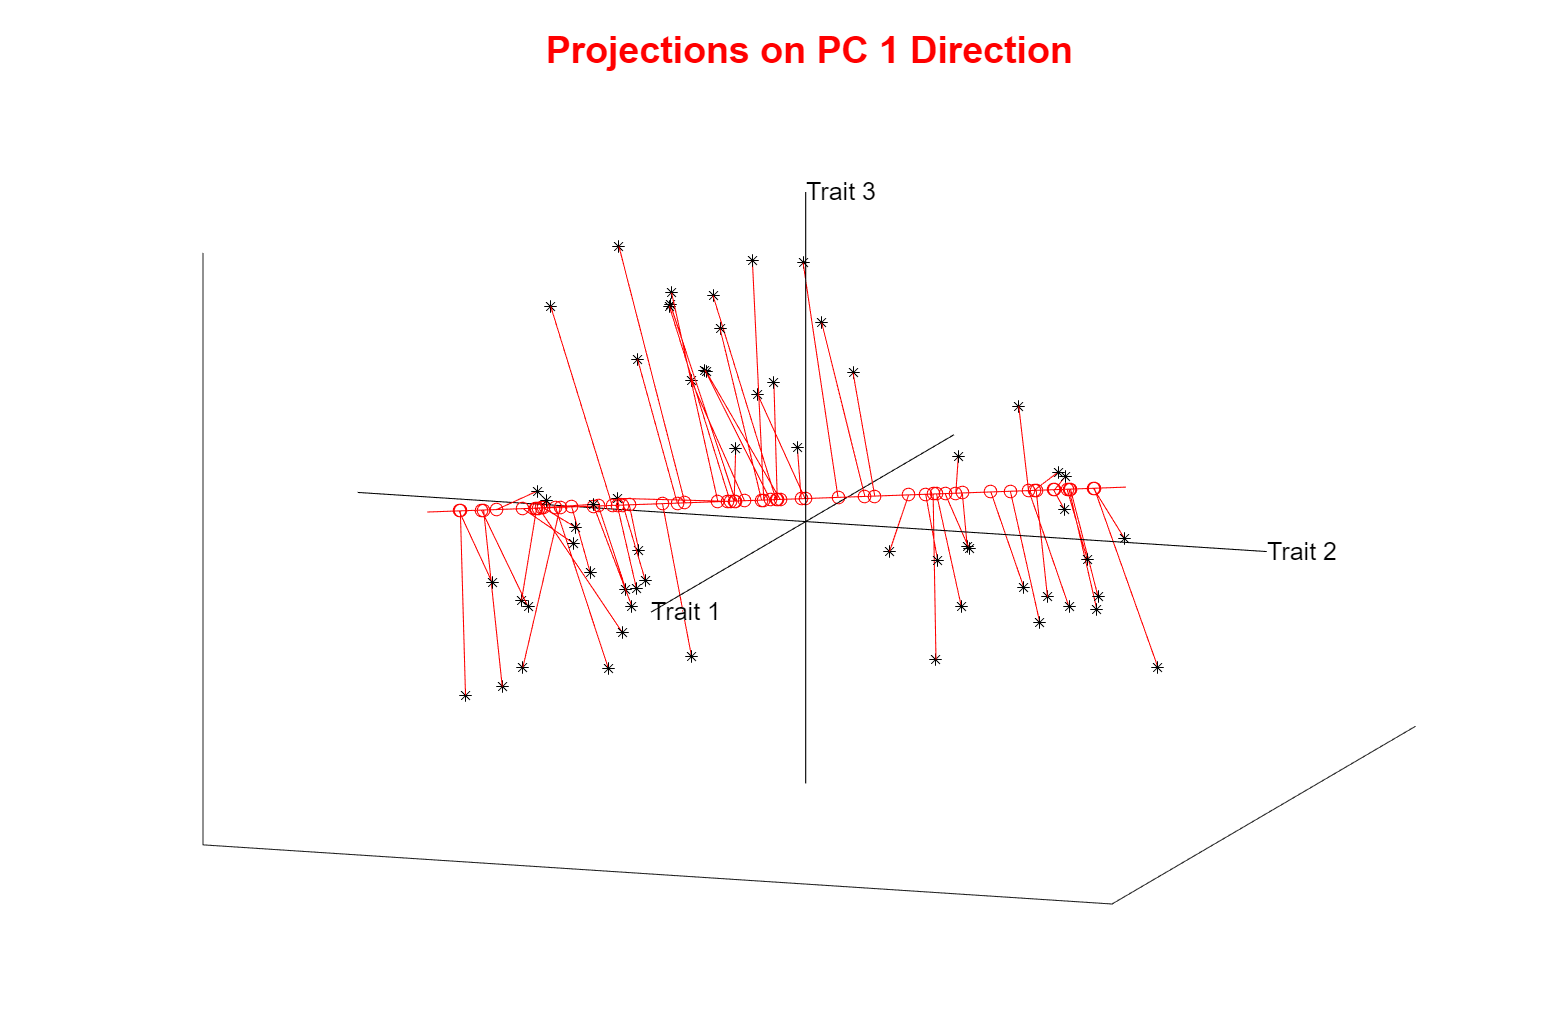 Projections on PC 1 Direction
Trait 3
Trait 2
Trait 1